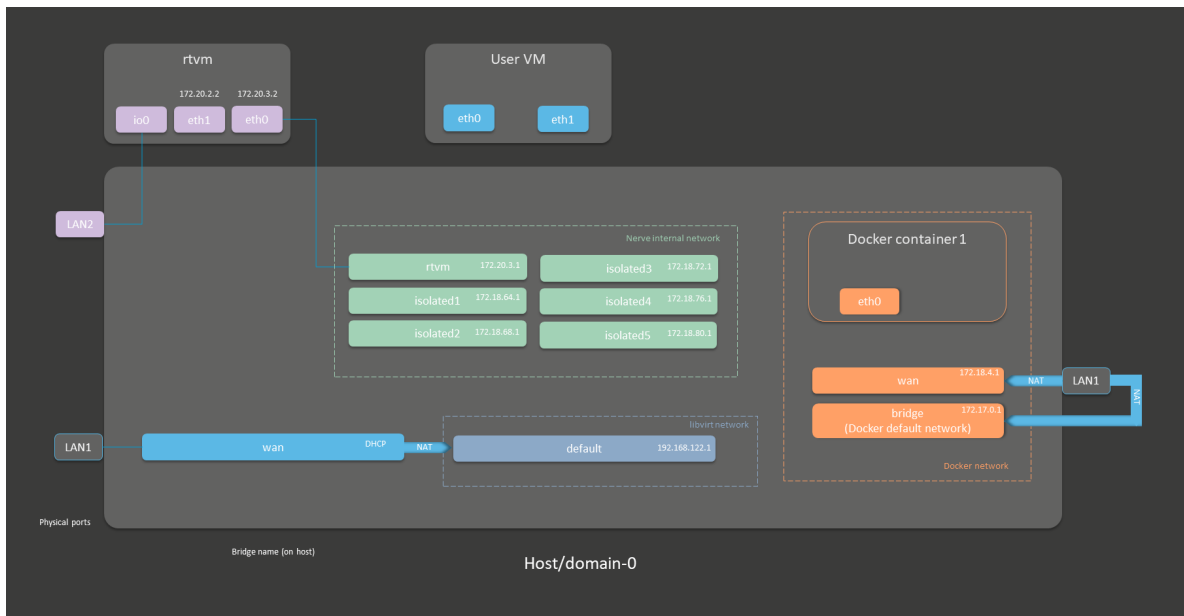 rtvm
172.20.2.2
172.20.3.2
io0
eth1
eth0
User VM
eth0
eth1
LAN2
Nerve internal network
rtvm
172.20.3.1
isolated3
172.18.72.1
isolated1
172.18.64.1
isolated4
172.18.76.1
isolated2
172.18.68.1
isolated5
172.18.80.1
Docker container 1
eth0
wan
172.18.4.1
NAT
LAN1
NAT
bridge
172.17.0.1
(Docker default network)
Docker network
LAN1
wan
DHCP
NAT
libvirt network
default
192.168.122.1
Physical ports
Bridge name (on host)
Host/domain-0